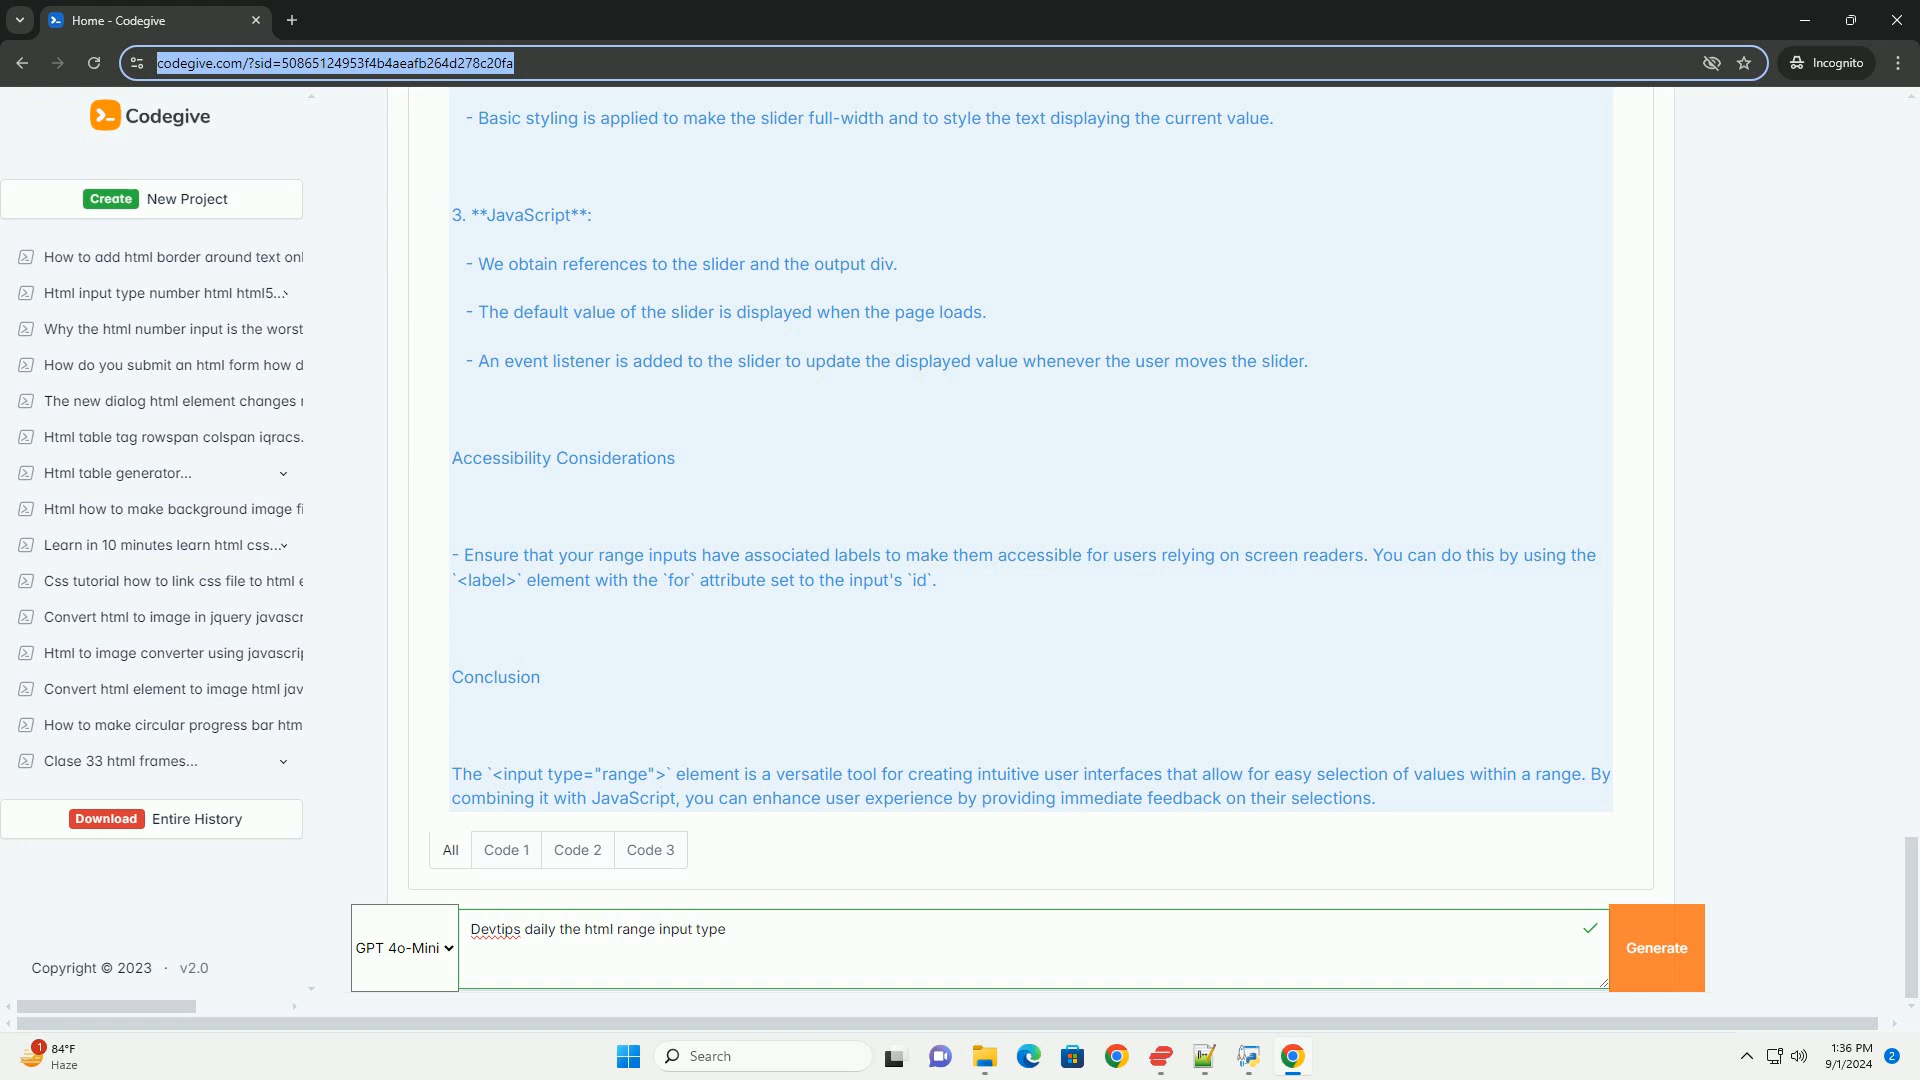 Home - Codegive
codegive.com/?sid=50865124953f4b4aeafb264d278c20fa
Incognito
Codegive
Create New Project
How to add html border around text onl
Html input type number html html5...
Why the html number input is the worst
How do you submit an html form how d
The new dialog html element changes
Html table tag rowspan colspan iqracs.
Html table generator...
Html how to make background image fi
Learn in 10 minutes learn html css...
Css tutorial how to link css file to html e
Convert html to image in jquery javascr
Html to image converter using javascrip
Convert html element to image html jav
How to make circular progress bar htm
Clase 33 html frames...
Download Entire History
Copyright © 2023 · v2.0
- Basic styling is applied to make the slider full-width and to style the text displaying the current value.
3. **JavaScript**:
- We obtain references to the slider and the output div.
- The default value of the slider is displayed when the page loads.
- An event listener is added to the slider to update the displayed value whenever the user moves the slider.
Accessibility Considerations
- Ensure that your range inputs have associated labels to make them accessible for users relying on screen readers. You can do this by using the
`<label>` element with the `for` attribute set to the input's `id`.
Conclusion
The `<input type="range">` element is a versatile tool for creating intuitive user interfaces that allow for easy selection of values within a range. By
combining it with JavaScript, you can enhance user experience by providing immediate feedback on their selections.
All Code 1 Code 2 Code 3
GPT 4o-Mini
Devtips daily the html range input type
Generate
1
84°F
Haze
Search
1:36 PM
9/1/2024
2